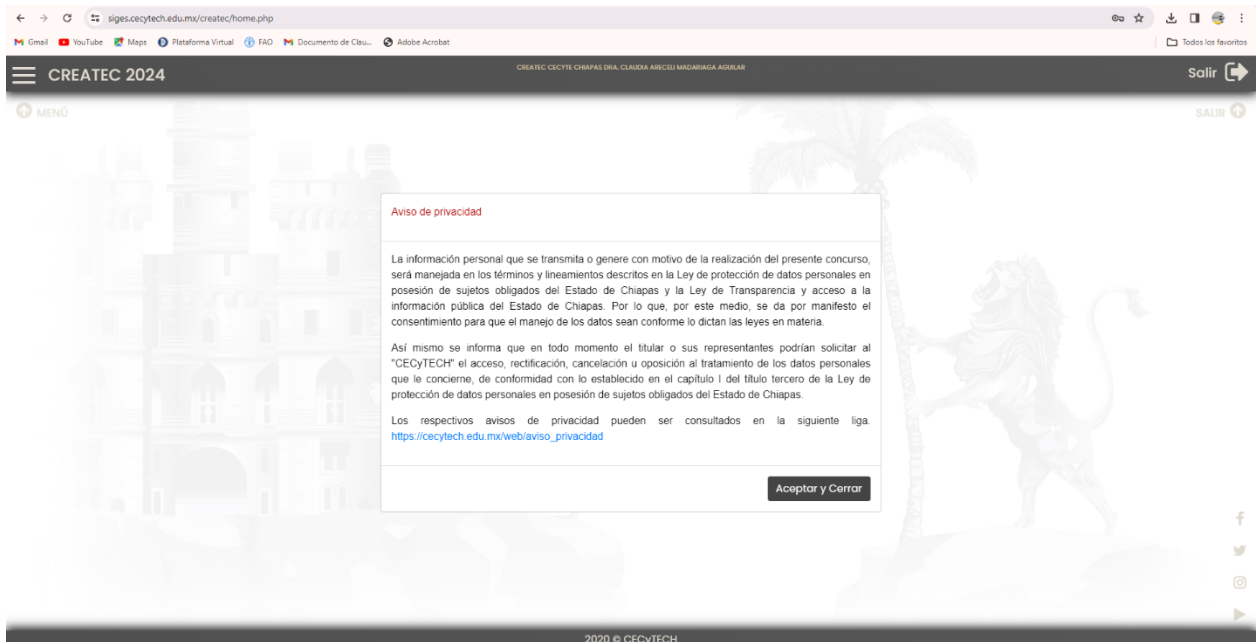 siges.cecytech.edu.mx/createc/home.php
Gmail YouTube Maps Plataforma Virtual FAO Documento de Clau... Adobe Acrobat Todos los favoritos
CREATEC 2024
CREATEC CECYTE CHIAPAS DRA. CLAUDIA ARECELI MADARIAGA AGUILAR
Salir
MENÚ
SALIR
Aviso de privacidad
La información personal que se transmita o genere con motivo de la realización del presente concurso,
será manejada en los términos y lineamientos descritos en la Ley de protección de datos personales en
posesión de sujetos obligados del Estado de Chiapas y la Ley de Transparencia y acceso a la
información pública del Estado de Chiapas. Por lo que, por este medio, se da por manifesto el
consentimiento para que el manejo de los datos sean conforme lo dictan las leyes en materia.
Así mismo se informa que en todo momento el titular o sus representantes podrían solicitar al
"CECyTECH" el acceso, rectificación, cancelación u oposición al tratamiento de los datos personales
que le concierne, de conformidad con lo establecido en el capítulo I del título tercero de la Ley de
protección de datos personales en posesión de sujetos obligados del Estado de Chiapas.
Los respectivos avisos de privacidad pueden ser consultados en la siguiente liga.
https://cecytech.edu.mx/web/aviso_privacidad
Aceptar y Cerrar
2020 © CECyTECH